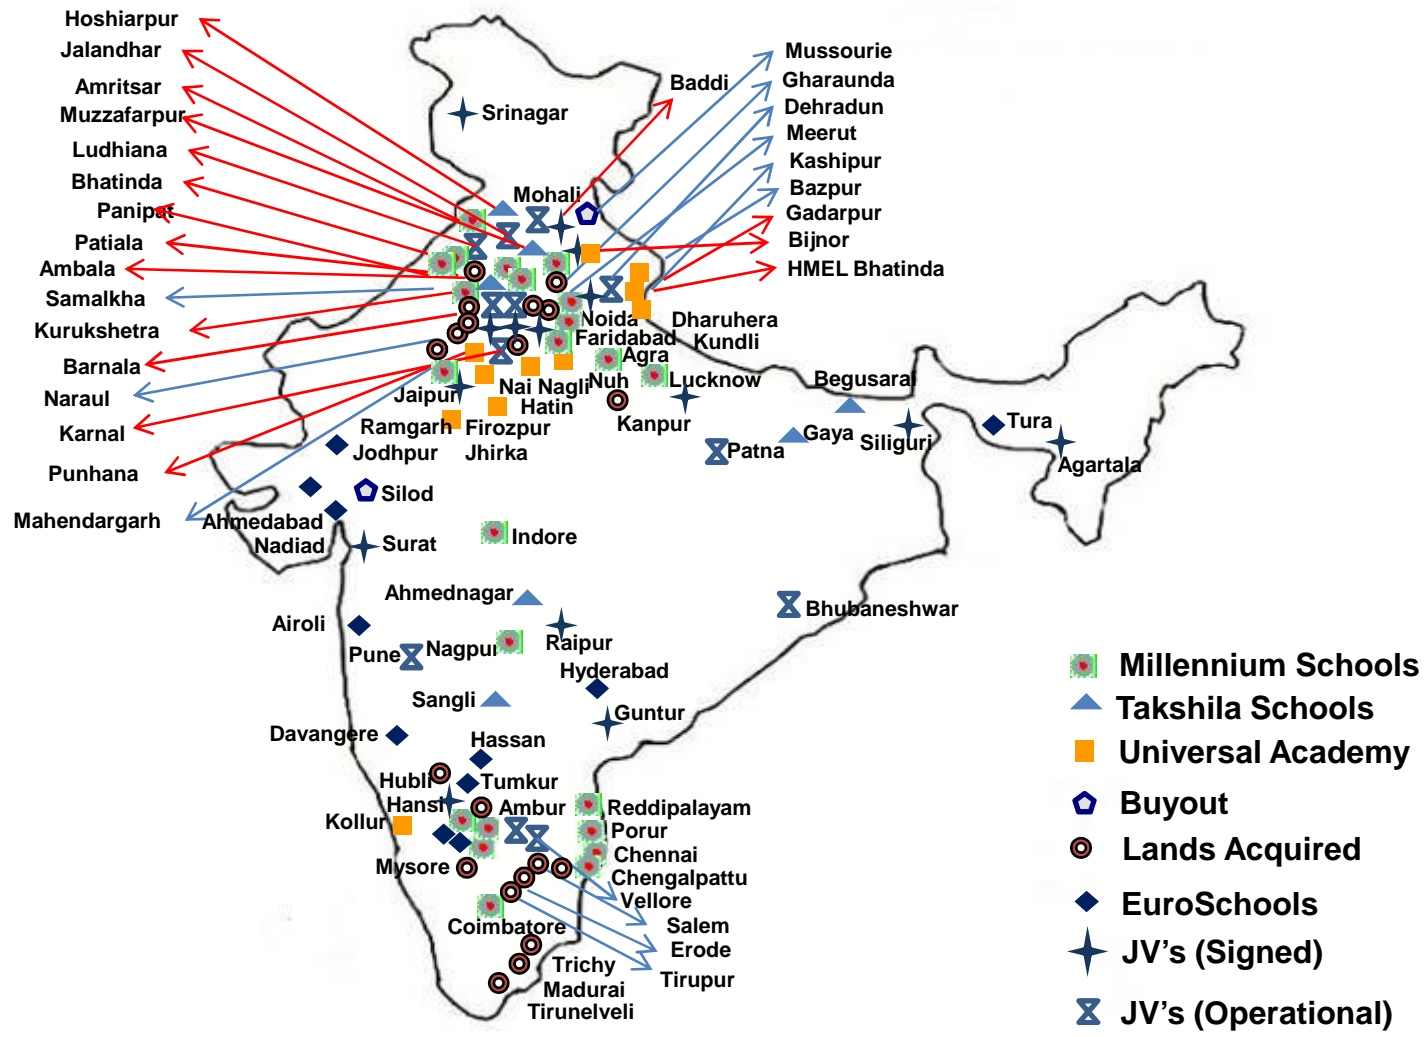 Hoshiarpur
Jalandhar
Amritsar
Muzzafarpur
Ludhiana
Bhatinda
Panipat
Patiala
Ambala
Samalkha
Kurukshetra
Barnala
Naraul
Karnal
Punhana
Mahendargarh
Srinagar
Baddi
Mohali
Mussourie
Gharaunda
Dehradun
Meerut
Kashipur
Bazpur
Gadarpur
Bijnor
HMEL Bhatinda
Noida
Dharuhera
Faridabad
Kundli
Agra
Nuh
Lucknow
Nai Nagli
Hatin
Jaipur
Kanpur
Begusarai
Ramgarh
Firozpur
Jodhpur
Jhirka
Patna
Gaya
Siliguri
Tura
Agartala
Silod
Ahmedabad
Nadiad
Surat
Indore
Ahmednagar
Bhubaneshwar
Airoli
Pune
Nagpur
Raipur
Hyderabad
Sangli
Guntur
Davangere
Hassan
Hubli
Tumkur
Hansi
Ambur
Kollur
Reddipalayam
Porur
Chennai
Mysore
Chengalpattu
Vellore
Coimbatore
Salem
Erode
Tirupur
Trichy
Madurai
Tirunelveli
Millennium Schools
Takshila Schools
Universal Academy
Buyout
Lands Acquired
EuroSchools
JV’s (Signed)
JV’s (Operational)